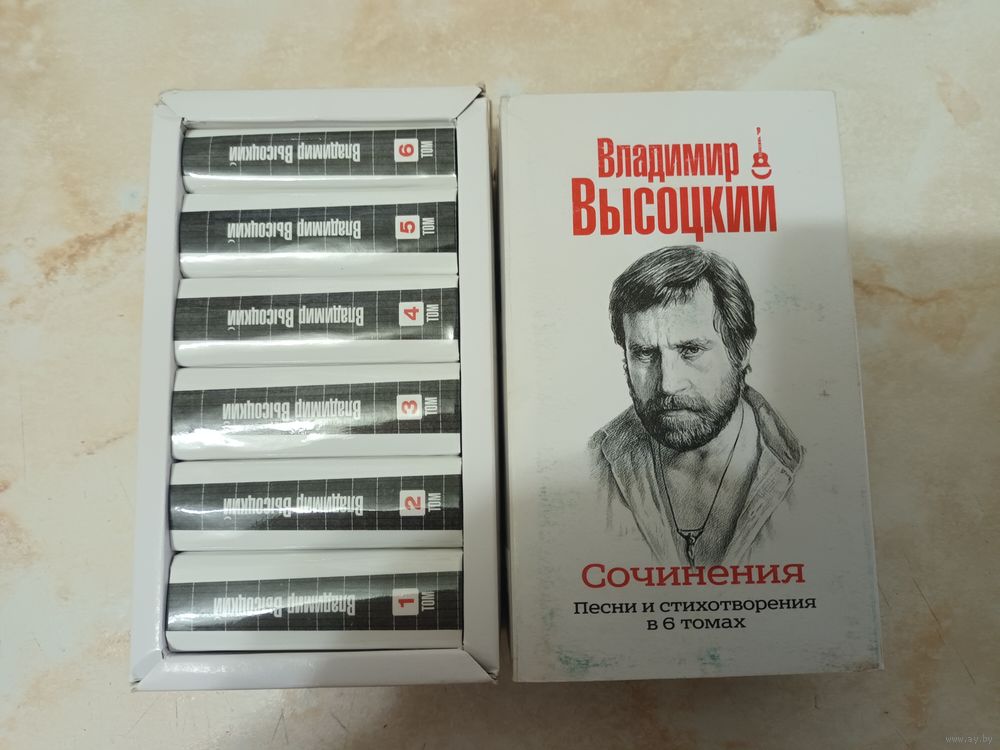 6 ТОМ
Владимир Высоцкий
5 ТОМ
Владимир Высоцкий
4 ТОМ
Владимир Высоцкий
3 ТОМ
Владимир Высоцкий
2 ТОМ
Владимир Высоцкий
1 ТОМ
Владимир Высоцкий
Владимир
Высоцкий
Сочинения
Песни и стихотворения
в 6 томах
www.ay.by